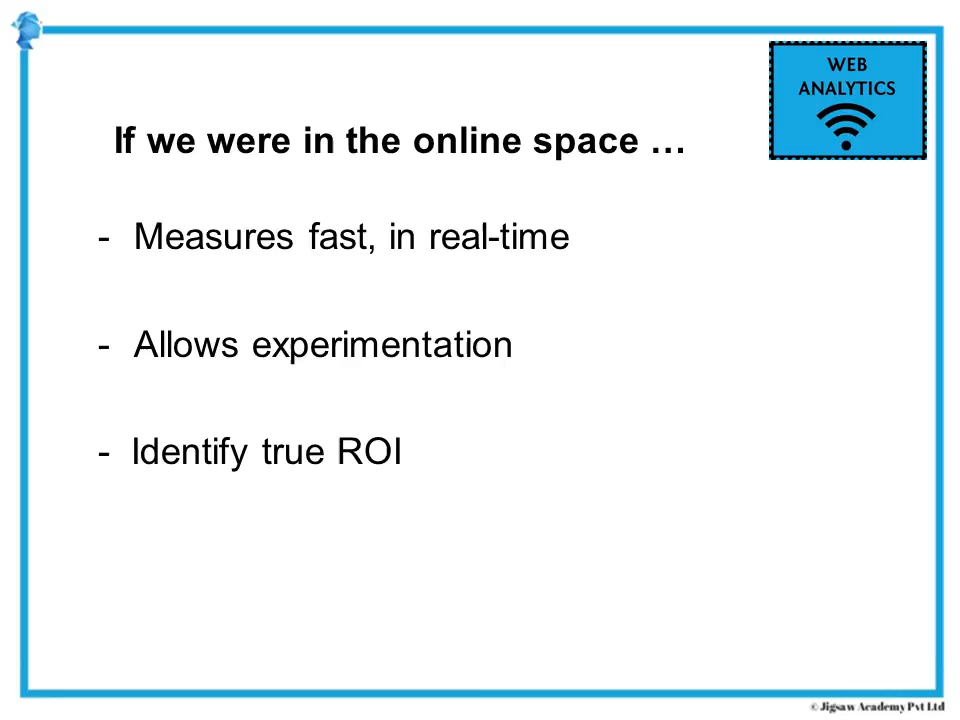 WEB
ANALYTICS
If we were in the online space …
- Measures fast, in real-time
- Allows experimentation
- Identify true ROI
© Jigsaw Academy Pvt Ltd